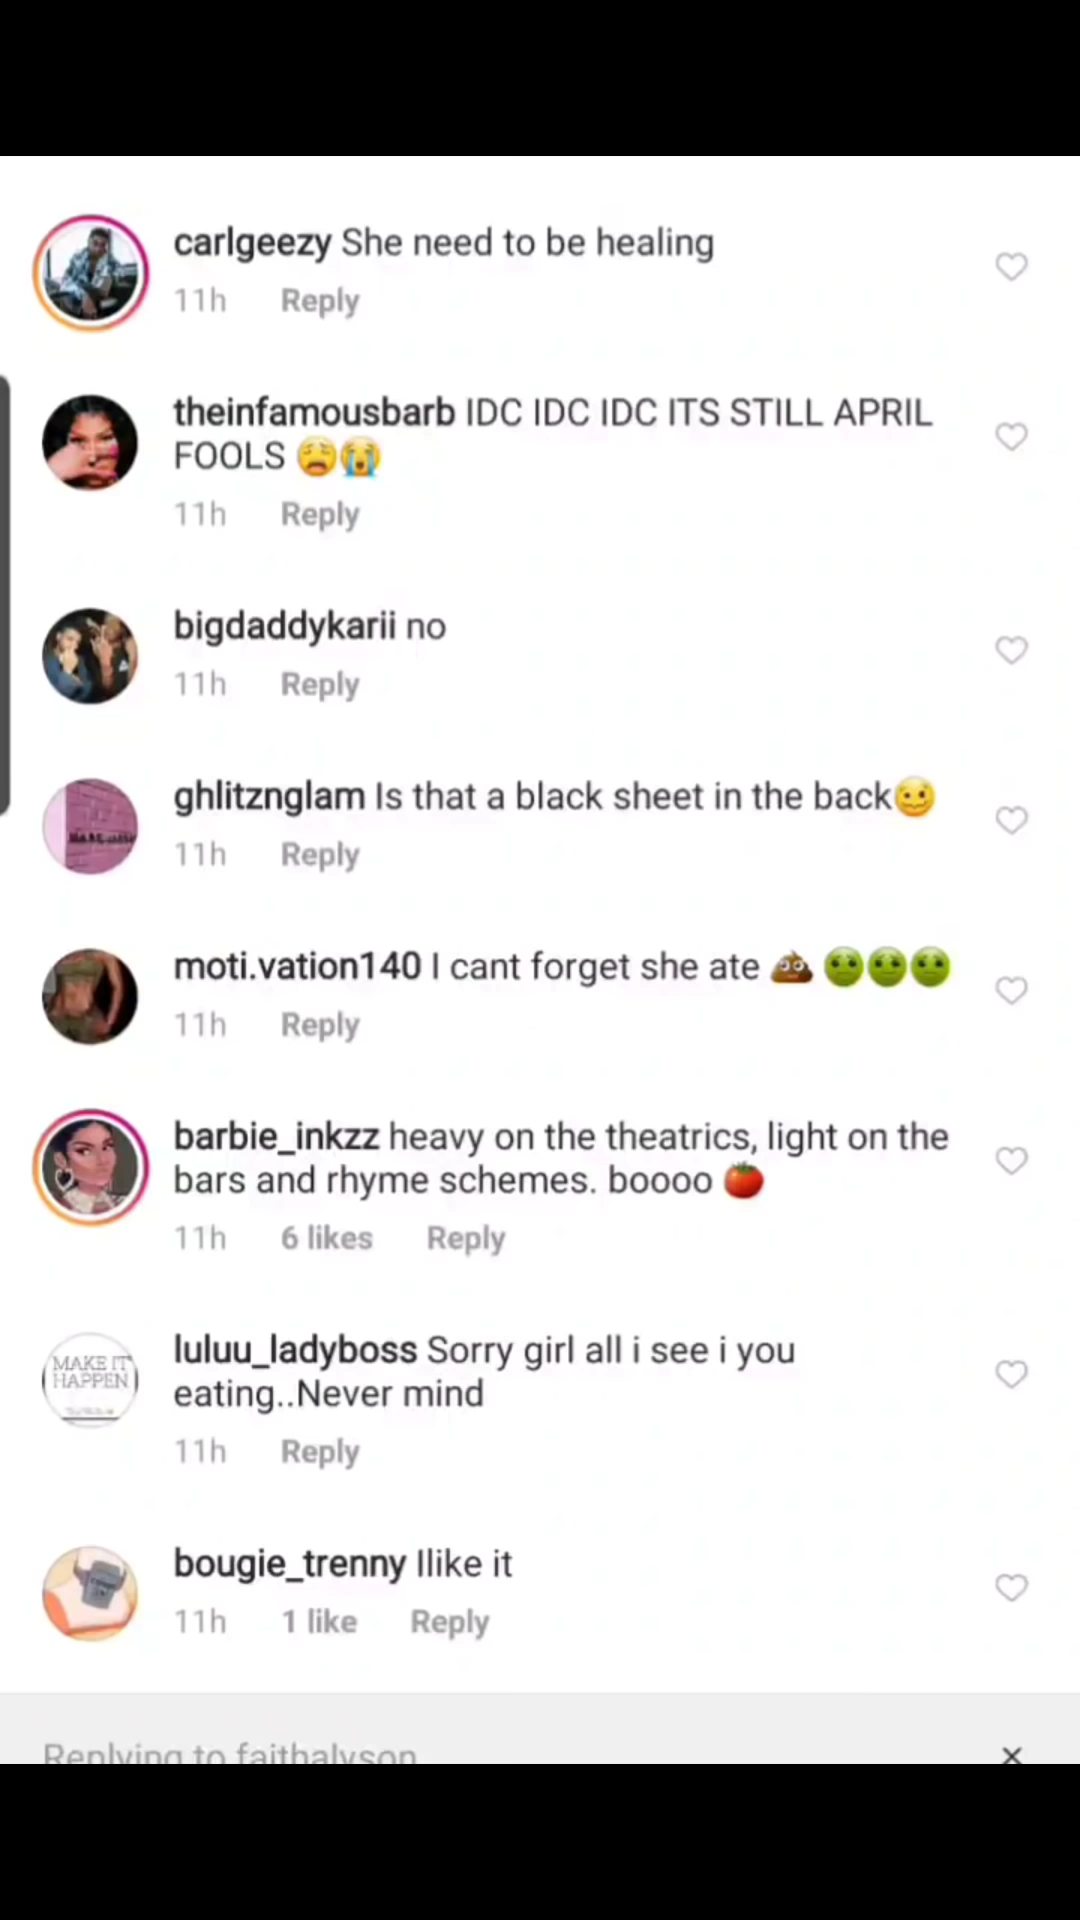 carlgeezy She need to be healing
11h Reply
theinfamousbarb IDC IDC IDC ITS STILL APRIL
FOOLS 😩😭
11h Reply
bigdaddykarii no
11h Reply
ghlitznglam Is that a black sheet in the back🥴
11h Reply
moti.vation140 I cant forget she ate 💩 🤢🤢🤢
11h Reply
barbie_inkzz heavy on the theatrics, light on the
bars and rhyme schemes. boooo 🍅
11h 6 likes Reply
MAKE IT
HAPPEN
luluu_ladyboss Sorry girl all i see i you
eating..Never mind
11h Reply
bougie_trenny Ilike it
11h 1 like Reply
Replying to faithalyson